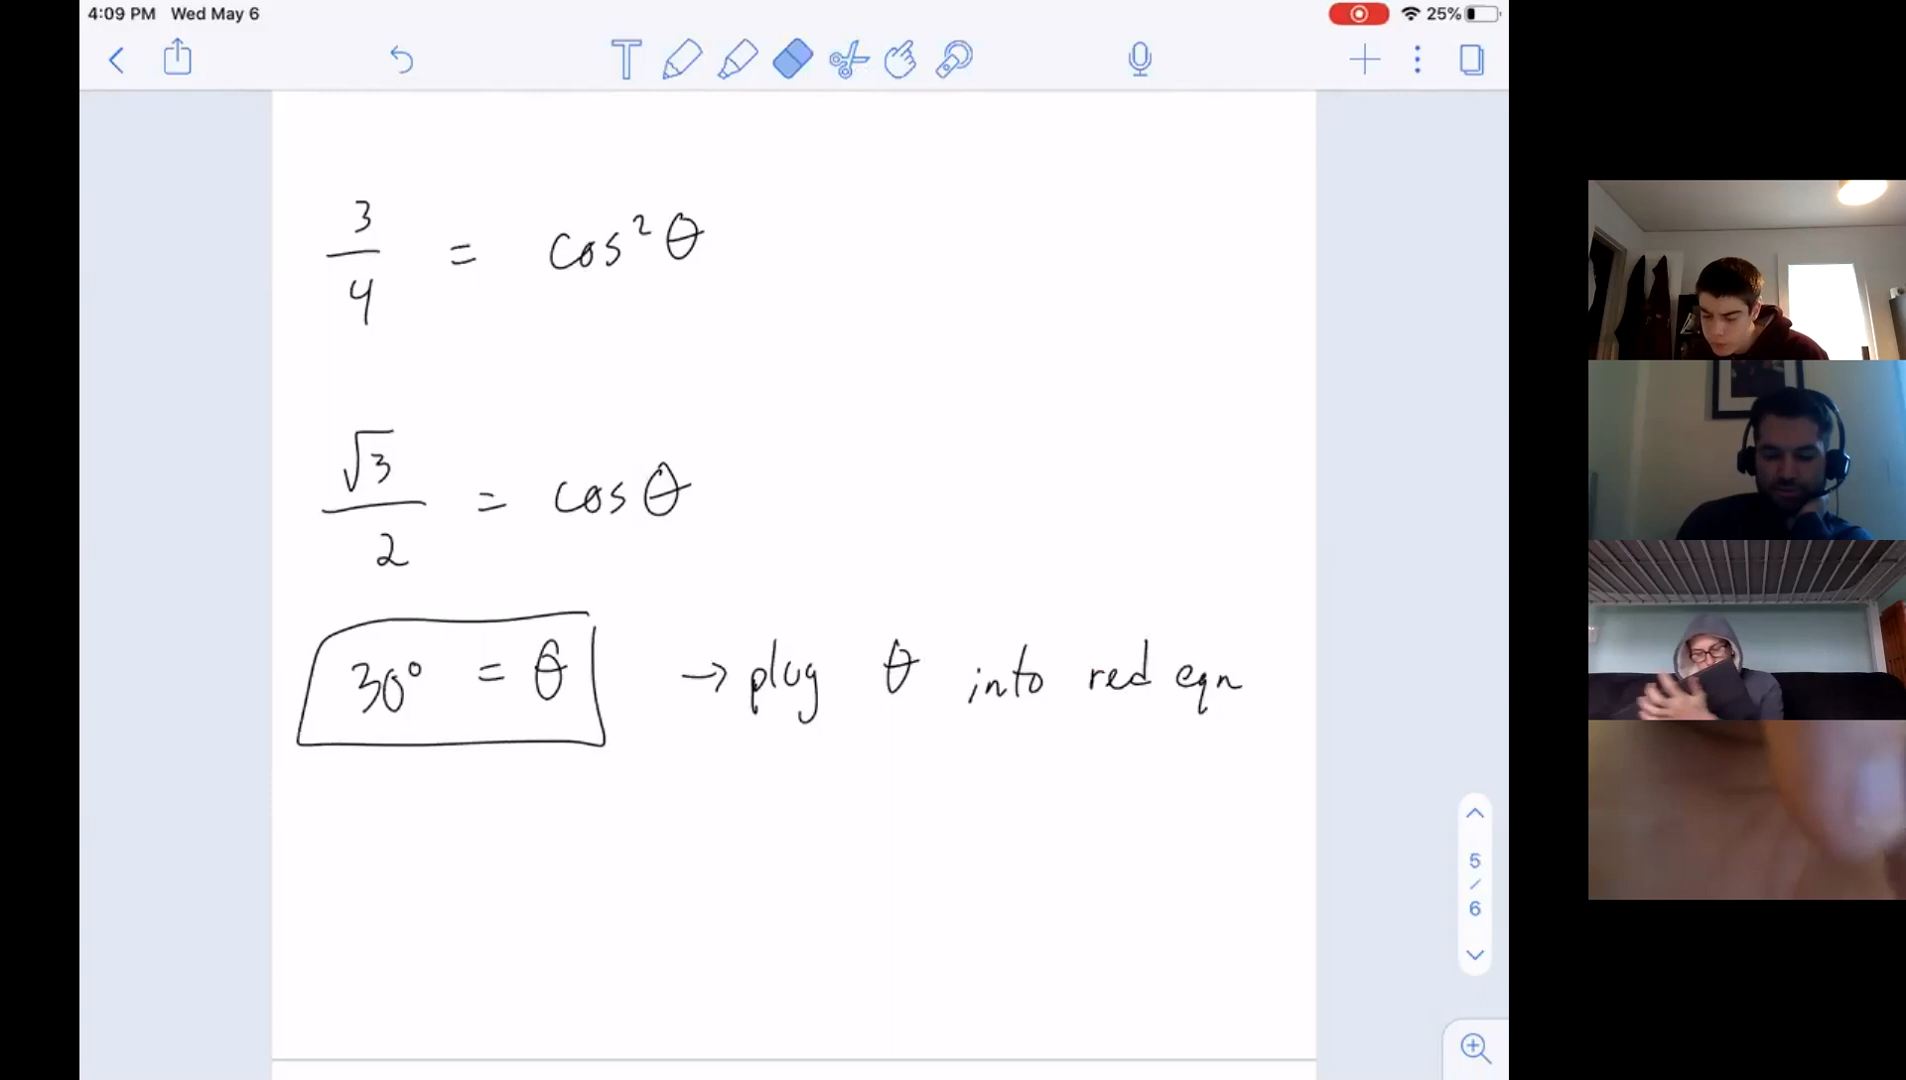 4:09 PM Wed May 6
25%
T
3/4 = cos²θ
√3/2 = cosθ
30° = θ → plug θ into red eqn
5
/
6